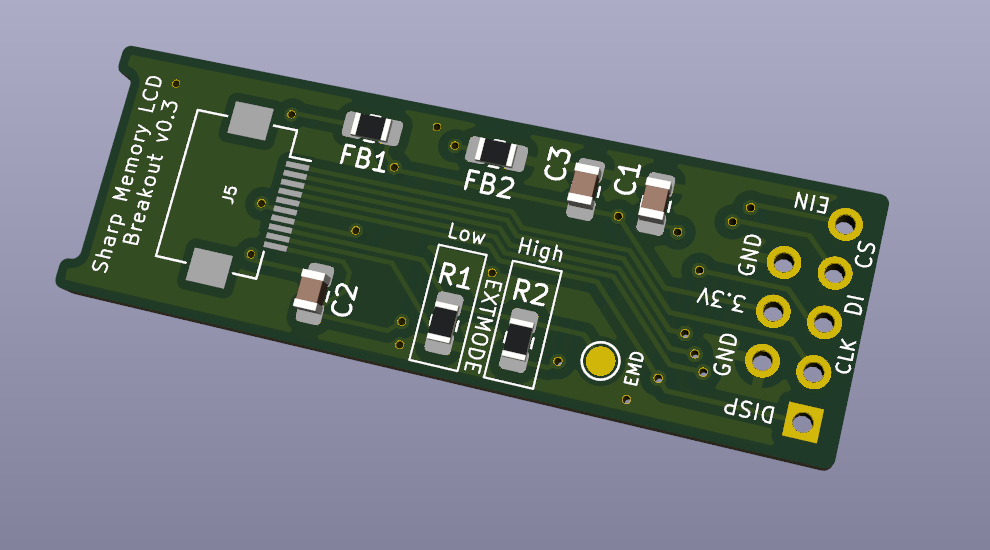 Sharp Memory LCD
Breakout v0.3
J5
FB1
FB2
C3
C1
C2
Low
High
R1
R2
EXTMODE
EMD
EIN
CS
GND
DI
3.3V
CLK
GND
DISP